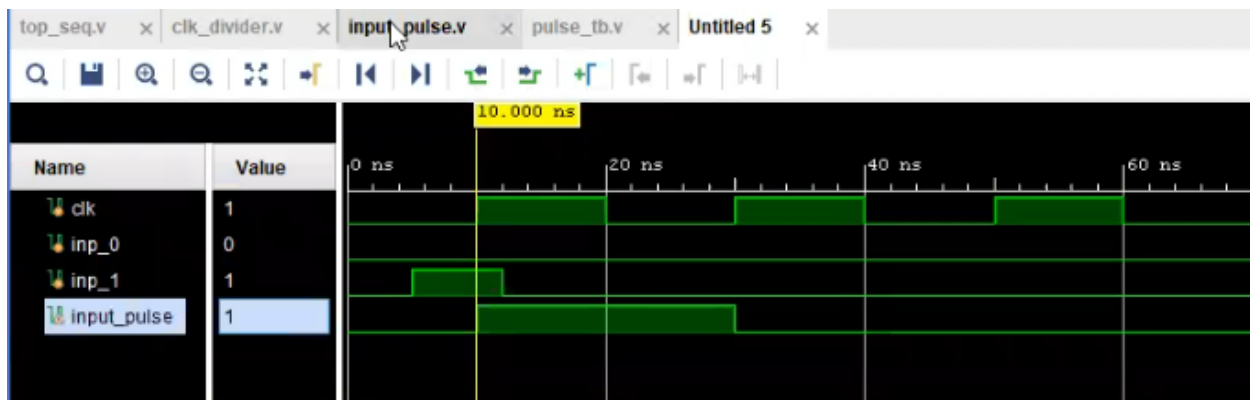 top_seq.v × clk_divider.v × input_pulse.v × pulse_tb.v × Untitled 5 ×
10.000 ns
Name Value 0 ns 20 ns 40 ns 60 ns
clk 1
inp_0 0
inp_1 1
input_pulse 1